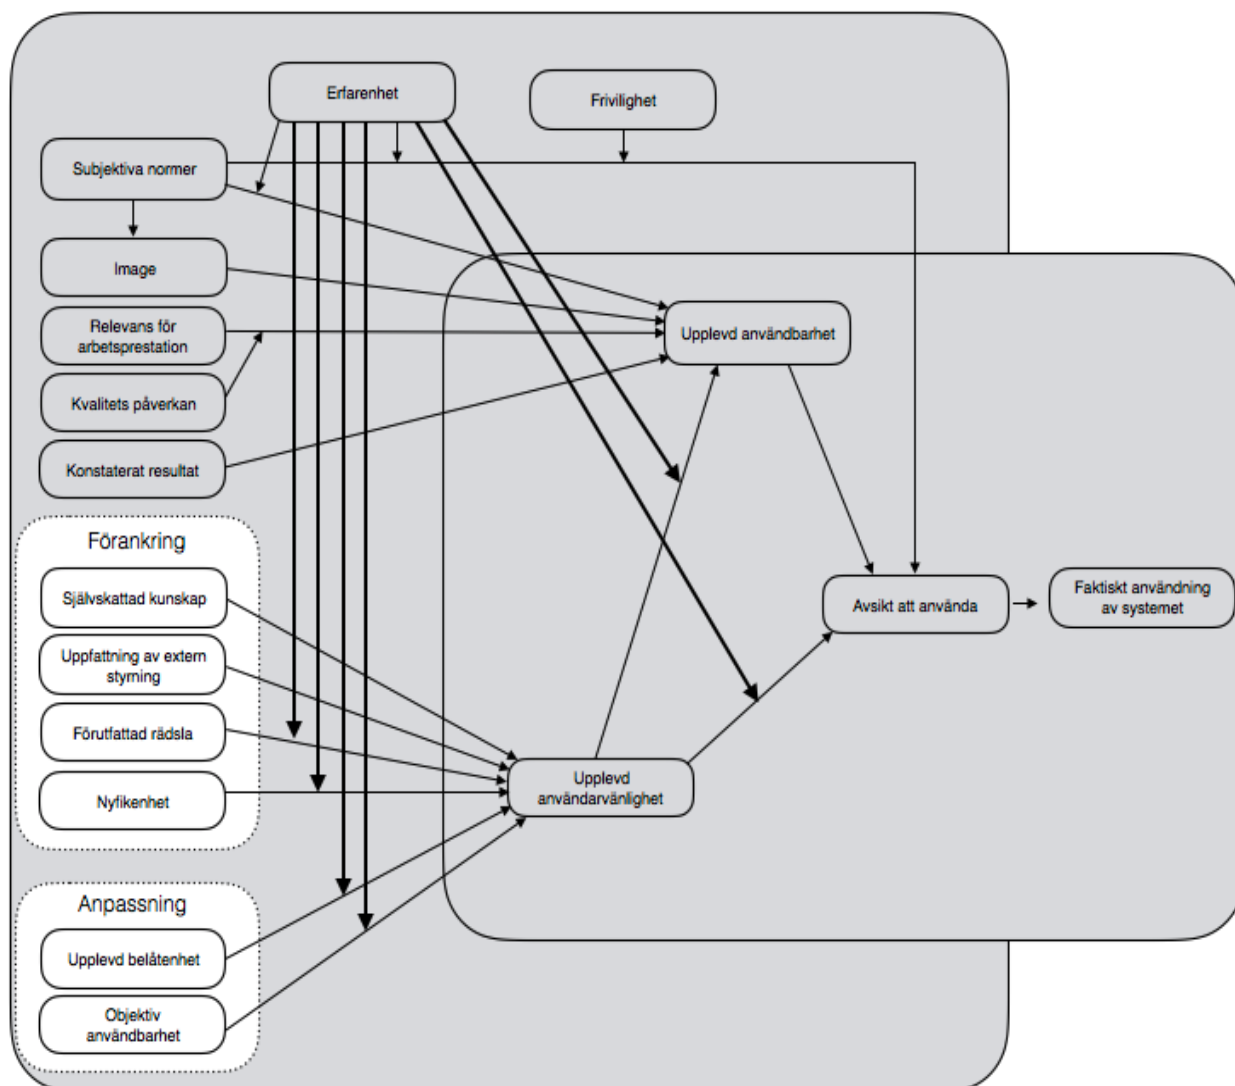 Erfarenhet
Frivilighet
Subjektiva normer
Image
Relevans för
arbetsprestation
Upplevd användbarhet
Kvalitets påverkan
Konstaterat resultat
Förankring
Självskattad kunskap
Uppfattning av extern
styrning
Förutfattad rädsla
Nyfikenhet
Upplevd
användarvänlighet
Avsikt att använda
Faktiskt användning
av systemet
Anpassning
Upplevd belåtenhet
Objektiv
användbarhet